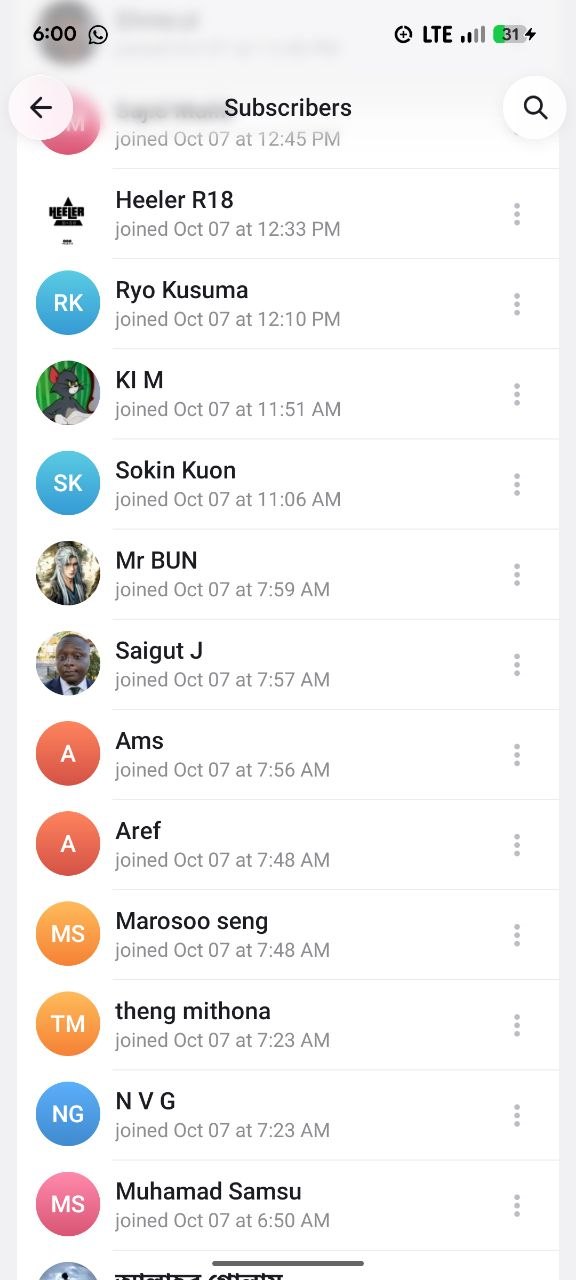 6:00
LTE
31
Subscribers
joined Oct 07 at 12:45 PM
HEELER
Heeler R18
joined Oct 07 at 12:33 PM
RK
Ryo Kusuma
joined Oct 07 at 12:10 PM
KI M
joined Oct 07 at 11:51 AM
SK
Sokin Kuon
joined Oct 07 at 11:06 AM
Mr BUN
joined Oct 07 at 7:59 AM
Saigut J
joined Oct 07 at 7:57 AM
A
Ams
joined Oct 07 at 7:56 AM
A
Aref
joined Oct 07 at 7:48 AM
MS
Marosoo seng
joined Oct 07 at 7:48 AM
TM
theng mithona
joined Oct 07 at 7:23 AM
NG
N V G
joined Oct 07 at 7:23 AM
MS
Muhamad Samsu
joined Oct 07 at 6:50 AM